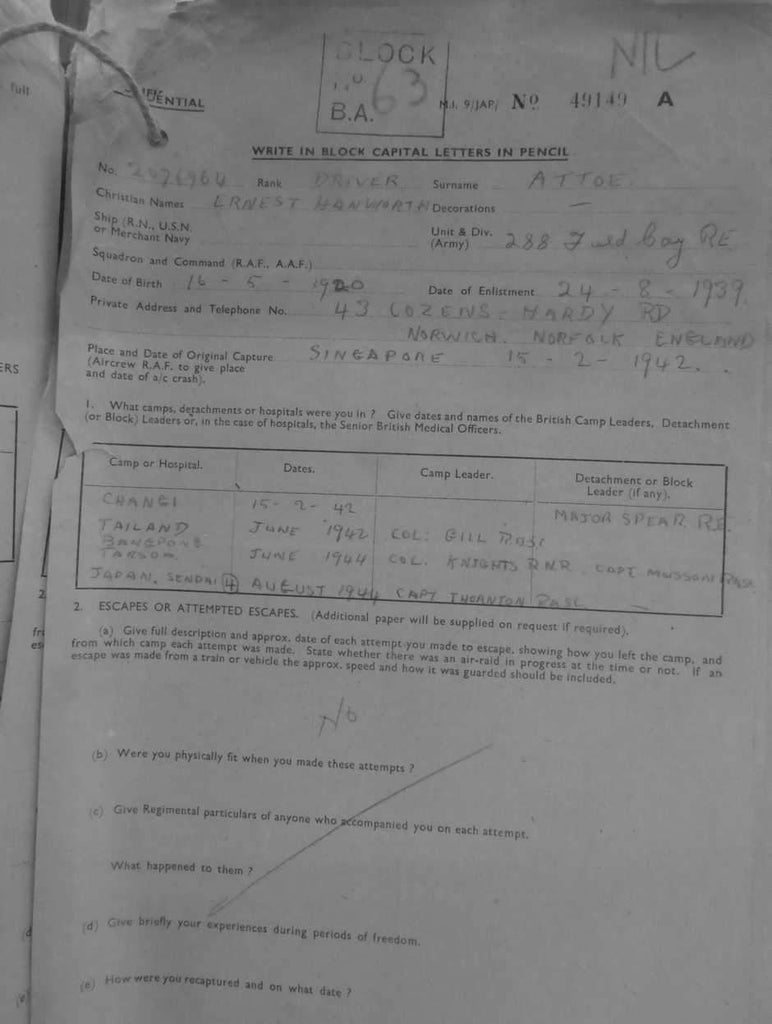 full
BLOCK
Nº 63
B.A.
NIL
M.I. 9/JAP/ Nº 49149 A
WRITE IN BLOCK CAPITAL LETTERS IN PENCIL
No. Rank DRIVER Surname ATTOE.
Christian Names ERNEST HANWORTH Decorations —
Ship (R.N., U.S.N. or Merchant Navy
Unit & Div. (Army) 288 Field Coy RE
Squadron and Command (R.A.F., A.A.F.)
Date of Birth 16 - 5 - 1920 Date of Enlistment 24 - 8 - 1939
Private Address and Telephone No. 43 COZENS-HARDY RD
NORWICH. NORFOLK ENGLAND
Place and Date of Original Capture SINGAPORE 15 - 2 - 1942.
(Aircrew R.A.F. to give place
and date of a/c crash).
ERS
1. What camps, detachments or hospitals were you in ? Give dates and names of the British Camp Leaders, Detachment
(or Block) Leaders or, in the case of hospitals, the Senior British Medical Officers.
Camp or Hospital. Dates. Camp Leader. Detachment or Block Leader (if any).
CHANGI 15 - 2 - 42 MAJOR SPEAR RE.
TAILAND JUNE 1942 COL: GILL
BANGPONG
TARSOA JUNE 1944 COL. KNIGHTS R.N.R. CAPT
JAPAN, SENDAI 4 AUGUST 1944 CAPT THORNTON —
2. ESCAPES OR ATTEMPTED ESCAPES. (Additional paper will be supplied on request if required).
(a) Give full description and approx. date of each attempt you made to escape, showing how you left the camp, and
from which camp each attempt was made. State whether there was an air-raid in progress at the time or not. If an
escape was made from a train or vehicle the approx. speed and how it was guarded should be included.
No
(b) Were you physically fit when you made these attempts ?
(c) Give Regimental particulars of anyone who accompanied you on each attempt.
What happened to them ?
(d) Give briefly your experiences during periods of freedom.
(e) How were you recaptured and on what date ?